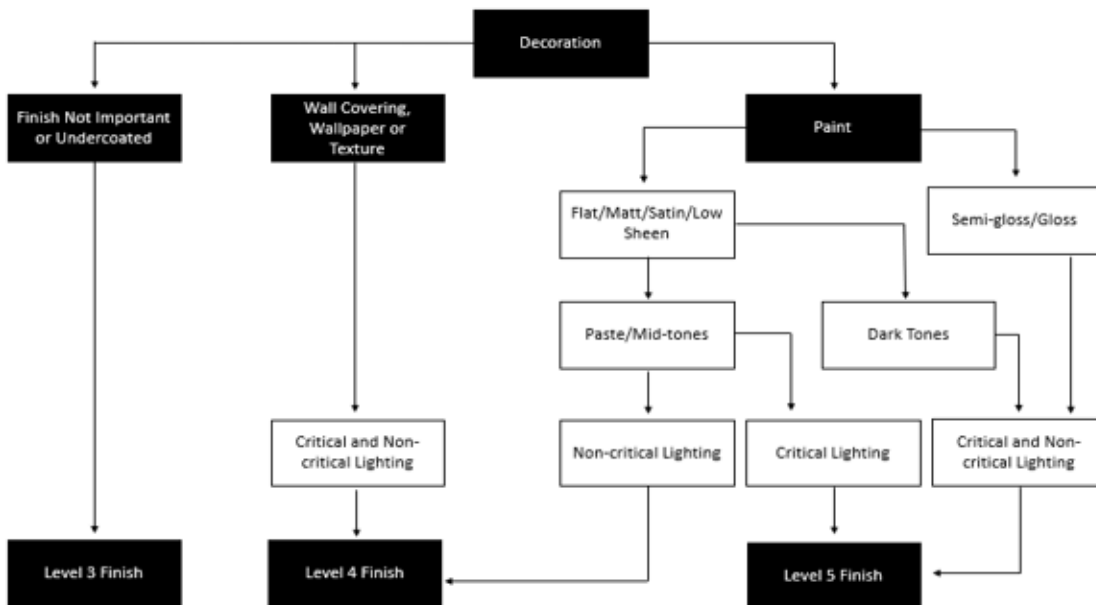 Decoration
Finish Not Important
or Undercoated
Wall Covering,
Wallpaper or
Texture
Paint
Flat/Matt/Satin/Low
Sheen
Semi-gloss/Gloss
Paste/Mid-tones
Dark Tones
Critical and Non-
critical Lighting
Non-critical Lighting
Critical Lighting
Critical and Non-
critical Lighting
Level 3 Finish
Level 4 Finish
Level 5 Finish